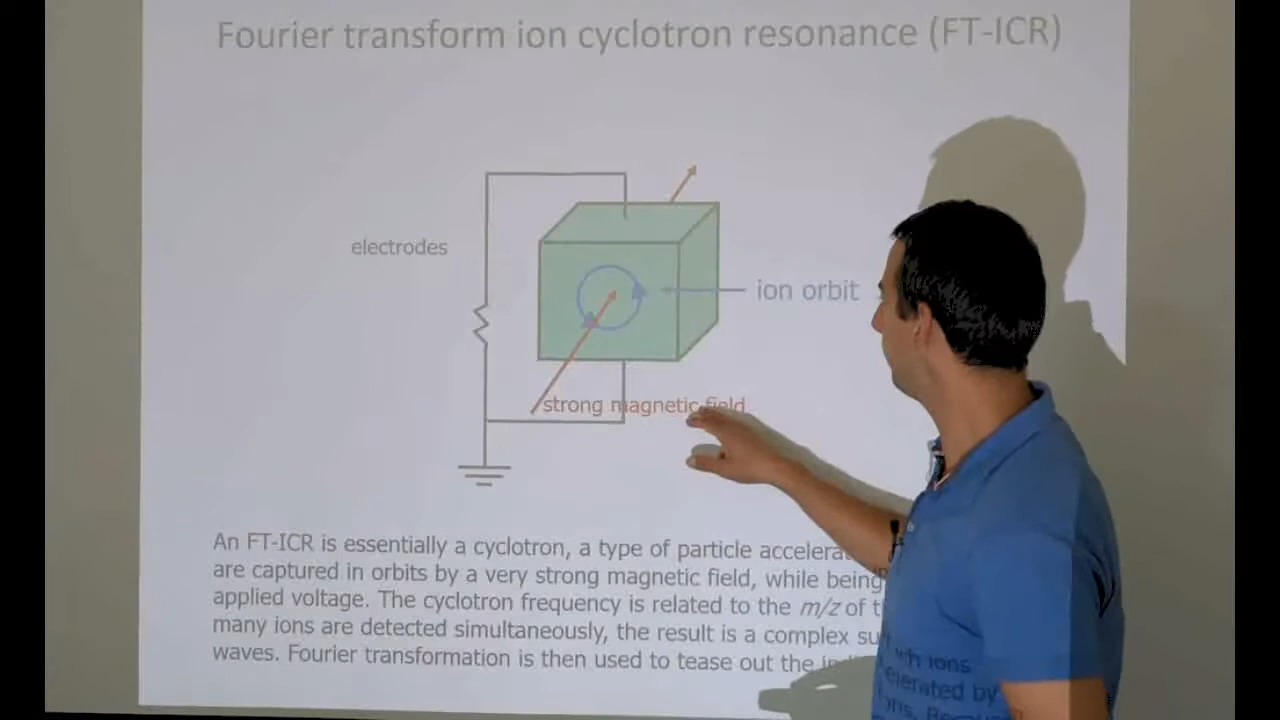 Fourier transform ion cyclotron resonance (FT-ICR)
electrodes
ion orbit
strong magnetic field
An FT-ICR is essentially a cyclotron, a type of particle
are captured in orbits by a very strong magnetic field, while being
applied voltage. The cyclotron frequency is related to the m/z of
many ions are detected simultaneously, the result is a complex
waves. Fourier transformation is then used to tease out the
ions
by